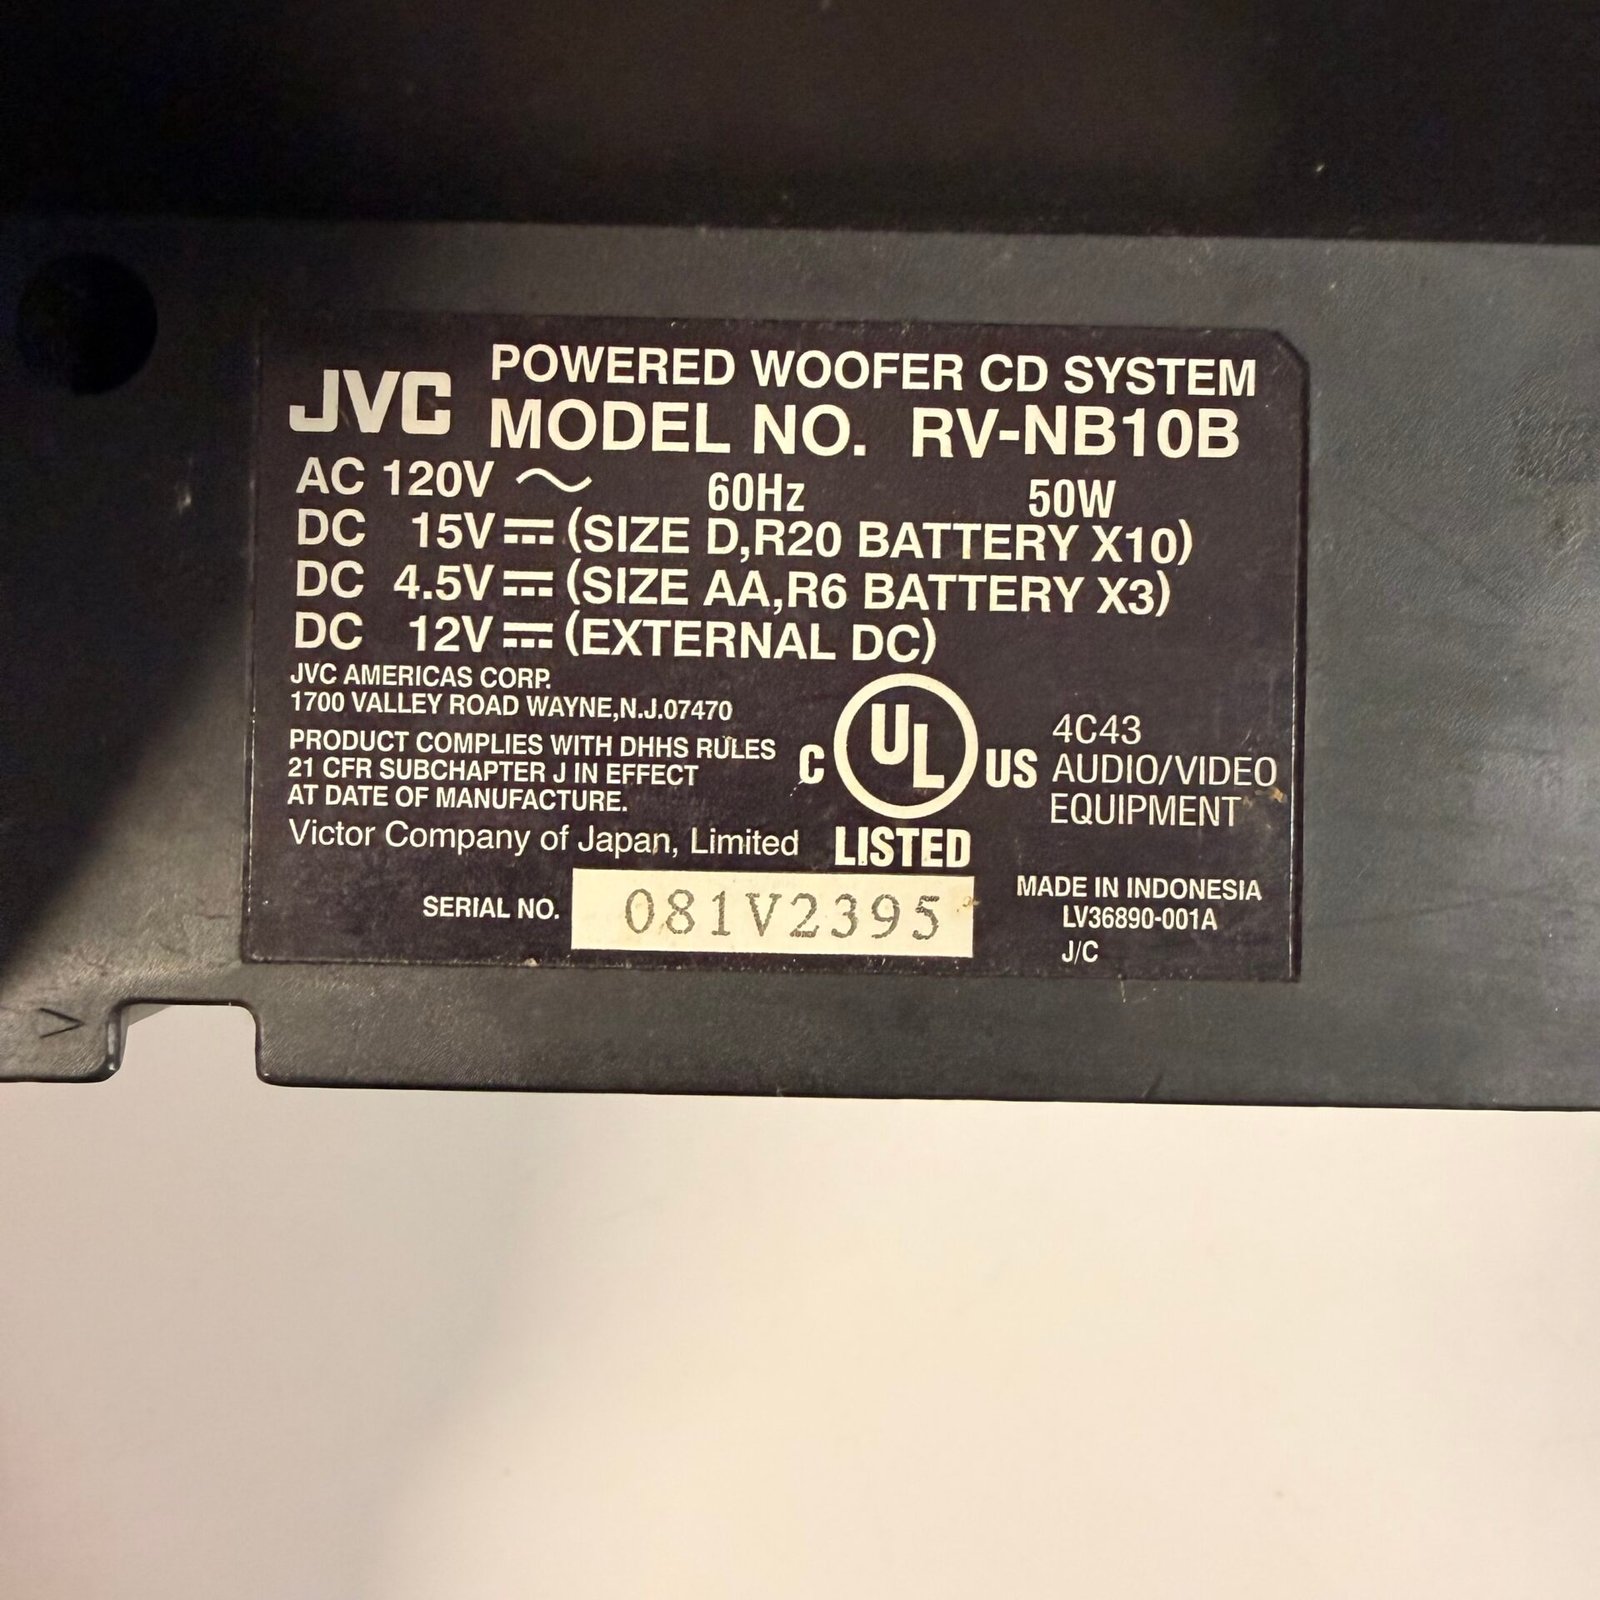 JVC POWERED WOOFER CD SYSTEM
MODEL NO. RV-NB10B
AC 120V ～ 60Hz 50W
DC 15V ⎓ (SIZE D,R20 BATTERY X10)
DC 4.5V ⎓ (SIZE AA,R6 BATTERY X3)
DC 12V ⎓ (EXTERNAL DC)
JVC AMERICAS CORP.
1700 VALLEY ROAD WAYNE,N.J.07470
PRODUCT COMPLIES WITH DHHS RULES
21 CFR SUBCHAPTER J IN EFFECT
AT DATE OF MANUFACTURE.
Victor Company of Japan, Limited
C UL US
LISTED
4C43
AUDIO/VIDEO
EQUIPMENT
SERIAL NO. 081V2395
MADE IN INDONESIA
LV36890-001A
J/C